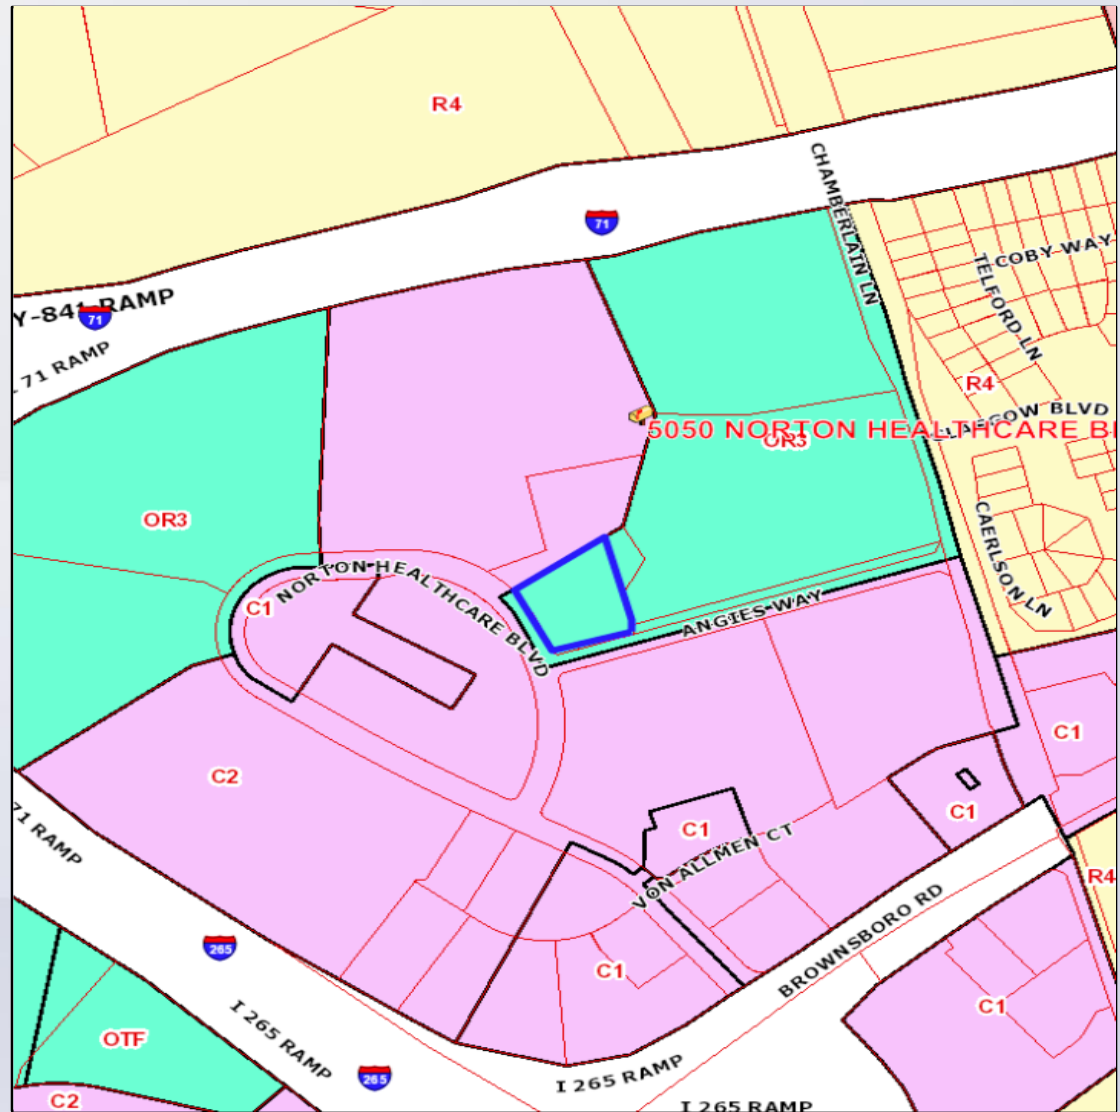 R4
CHAMBERLAIN LN
71
COBY WAY
TELFORD LN
Y-841 RAMP
71
71 RAMP
R4
BLVD
5050 NORTON HEALTHCARE B
OR3
OR3
CAERLSON LN
NORTON HEALTHCARE BLVD
C1
ANGIES WAY
C1
C2
C1
C1
71 RAMP
VON ALLMEN CT
R4
BROWNSBORO RD
265
C1
C1
I 265 RAMP
OTF
265
I 265 RAMP
C2
I 265 RAMP